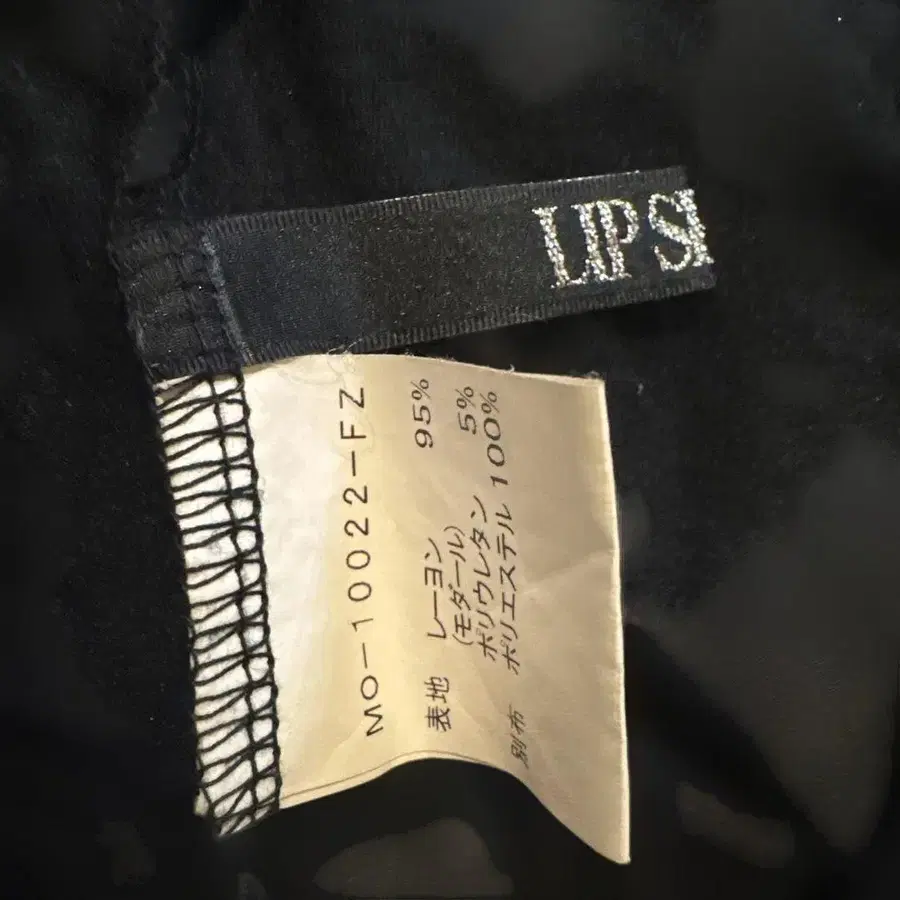 LIP SI
MO-10022-FZ
表地 レーヨン 95%
(モダール)
ポリウレタン 5%
別布 ポリエステル 100%